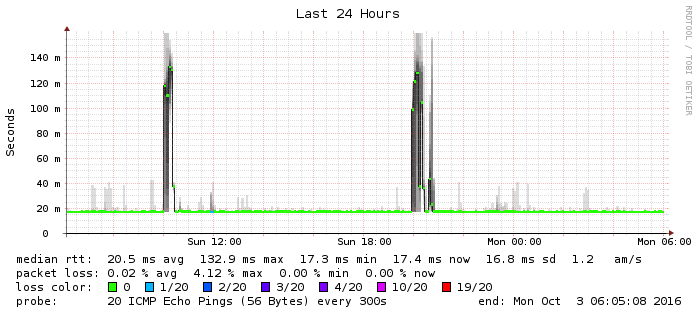 Last 24 Hours
RRDTOOL / TOBI OETIKER
Seconds
140 m
120 m
100 m
80 m
60 m
40 m
20 m
0
Sun 12:00 Sun 18:00 Mon 00:00 Mon 06:00
median rtt: 20.5 ms avg 132.9 ms max 17.3 ms min 17.4 ms now 16.8 ms sd 1.2 am/s
packet loss: 0.02 % avg 4.12 % max 0.00 % min 0.00 % now
loss color: 0 1/20 2/20 3/20 4/20 10/20 19/20
probe: 20 ICMP Echo Pings (56 Bytes) every 300s end: Mon Oct 3 06:05:08 2016